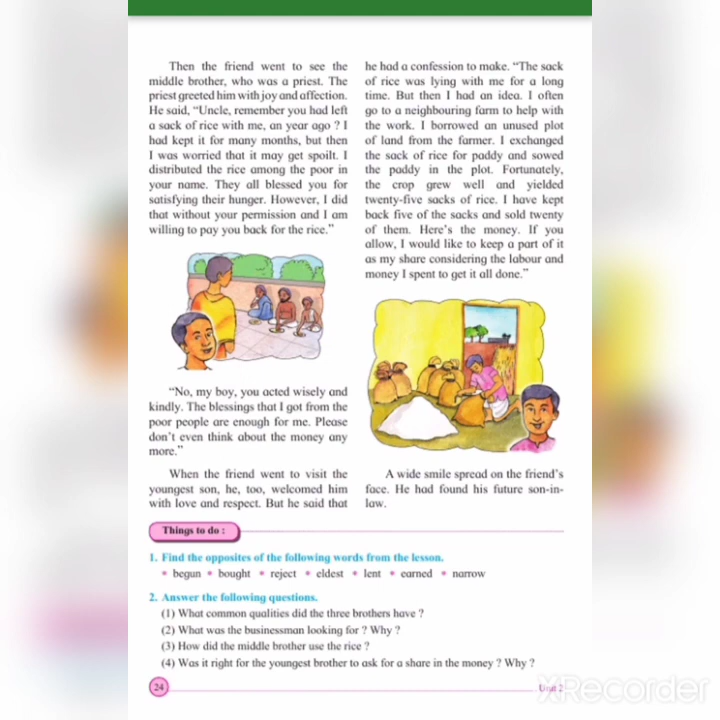 Then the friend went to see the
middle brother, who was a priest. The
priest greeted him with joy and affection.
He said, “Uncle, remember you had left
a sack of rice with me, an year ago ? I
had kept it for many months, but then
I was worried that it may get spoilt. I
distributed the rice among the poor in
your name. They all blessed you for
satisfying their hunger. However, I did
that without your permission and I am
willing to pay you back for the rice.”
“No, my boy, you acted wisely and
kindly. The blessings that I got from the
poor people are enough for me. Please
don’t even think about the money any
more.”
When the friend went to visit the
youngest son, he, too, welcomed him
with love and respect. But he said that
he had a confession to make. “The sack
of rice was lying with me for a long
time. But then I had an idea. I often
go to a neighbouring farm to help with
the work. I borrowed an unused plot
of land from the farmer. I exchanged
the sack of rice for paddy and sowed
the paddy in the plot. Fortunately,
the crop grew well and yielded
twenty-five sacks of rice. I have kept
back five of the sacks and sold twenty
of them. Here’s the money. If you
allow, I would like to keep a part of it
as my share considering the labour and
money I spent to get it all done.”
A wide smile spread on the friend’s
face. He had found his future son-in-
law.
Things to do :
1. Find the opposites of the following words from the lesson.
• begun • bought • reject • eldest • lent • earned • narrow
2. Answer the following questions.
(1) What common qualities did the three brothers have ?
(2) What was the businessman looking for ? Why ?
(3) How did the middle brother use the rice ?
(4) Was it right for the youngest brother to ask for a share in the money ? Why ?
24
Unit 2
XRecorder